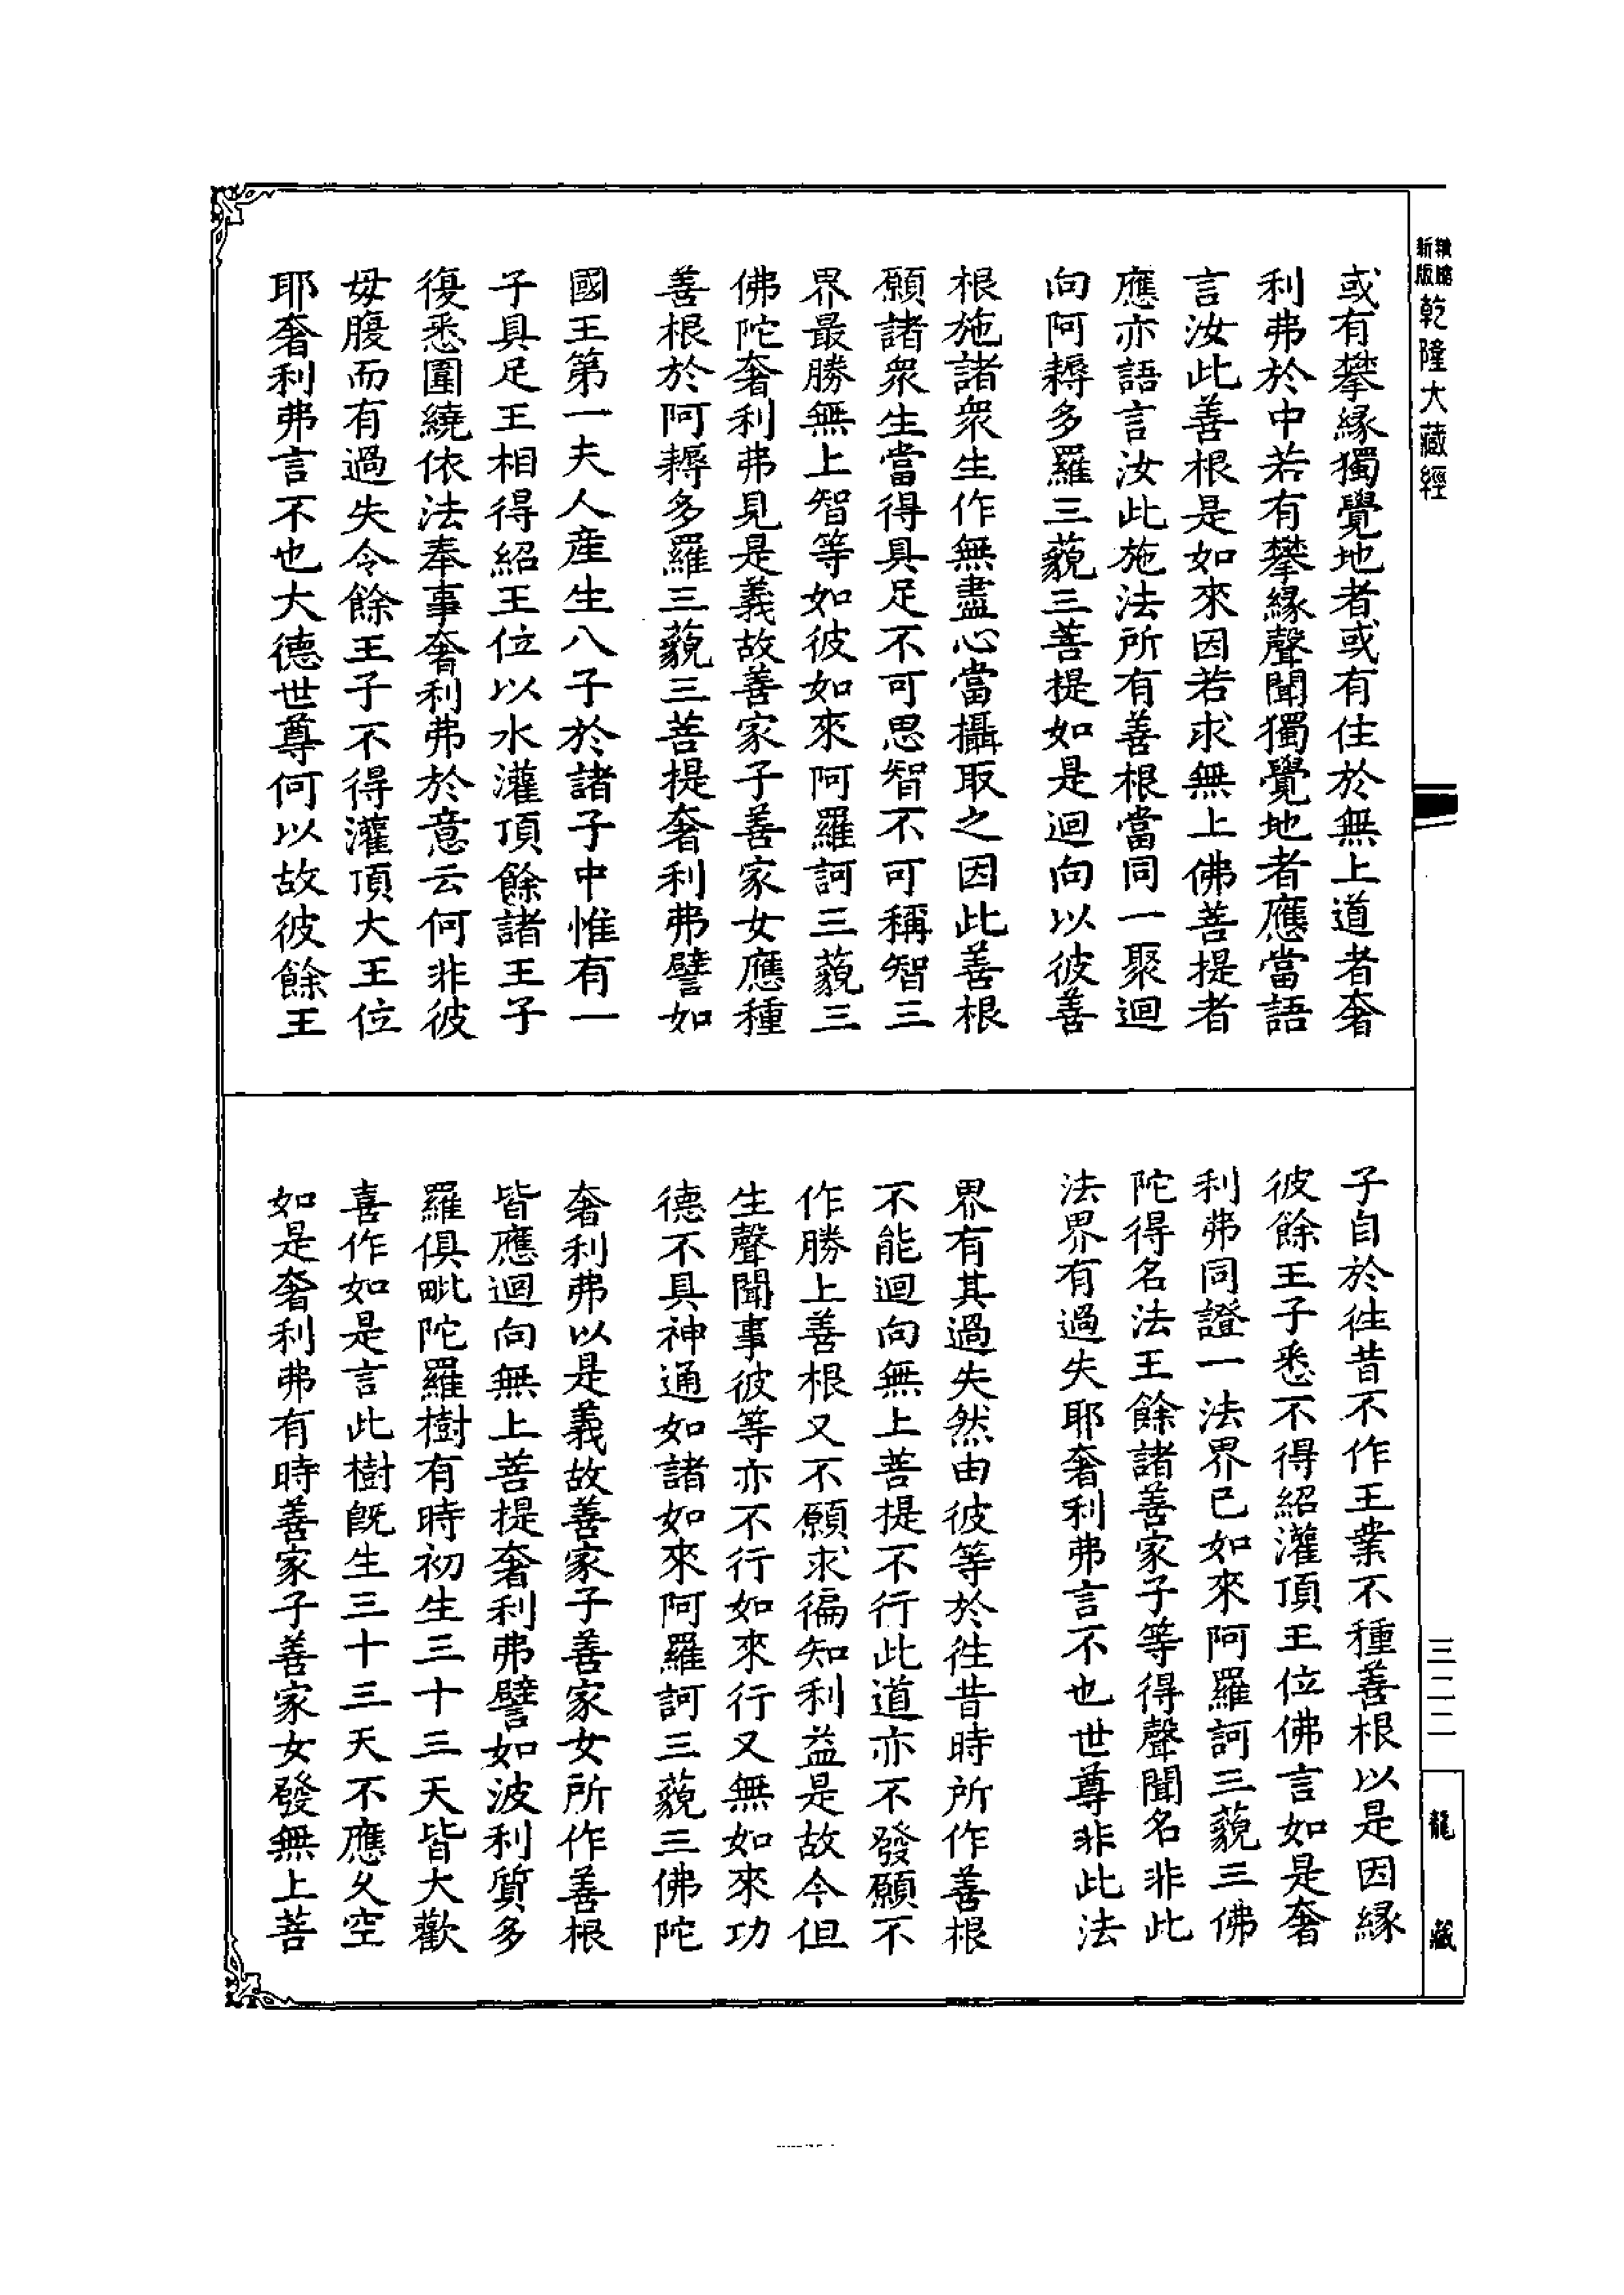 新版
乾隆大藏經
或有攀緣獨覺地者或有住於無上道者奢
利弗於中若有攀緣聲聞獨覺地者應當語
言汝此善根是如來因若求無上佛菩提者
應亦語言汝此施法所有善根當同一聚迴
向阿耨多羅三藐三菩提如是迴向以彼善
根施諸衆生作無盡心當攝取之因此善根
願諸衆生當得具足不可思智不可稱智三
界最勝無上智等如彼如來阿羅訶三藐三
佛陀奢利弗見是義故善家子善家女應種
善根於阿耨多羅三藐三菩提奢利弗譬如
國王第一夫人産生八子於諸子中惟有一
子具足王相得紹王位以水灌頂餘諸王子
復悉圍繞依法奉事奢利弗於意云何非彼
母腹而有過失令餘王子不得灌頂大王位
耶奢利弗言不也大德世尊何以故彼餘王
子自於往昔不作王業不種善根以是因緣
彼餘王子悉不得紹灌頂王位佛言如是奢
利弗同證一法界已如來阿羅訶三藐三佛
陀得名法王餘諸善家子等得聲聞名非此
法界有過失耶奢利弗言不也世尊非此法
界有其過失然由彼等於往昔時所作善根
不能迴向無上菩提不行此道亦不發願不
作勝上善根又不願求徧知利益是故今但
生聲聞事彼等亦不行如來行又無如來功
德不具神通如諸如來阿羅訶三藐三佛陀
奢利弗以是義故善家子善家女所作善根
皆應迴向無上菩提奢利弗譬如波利質多
羅俱毗陀羅樹有時初生三十三天皆大歡
喜作如是言此樹旣生三十三天不應久空
如是奢利弗有時善家子善家女發無上菩
三二二
龍藏